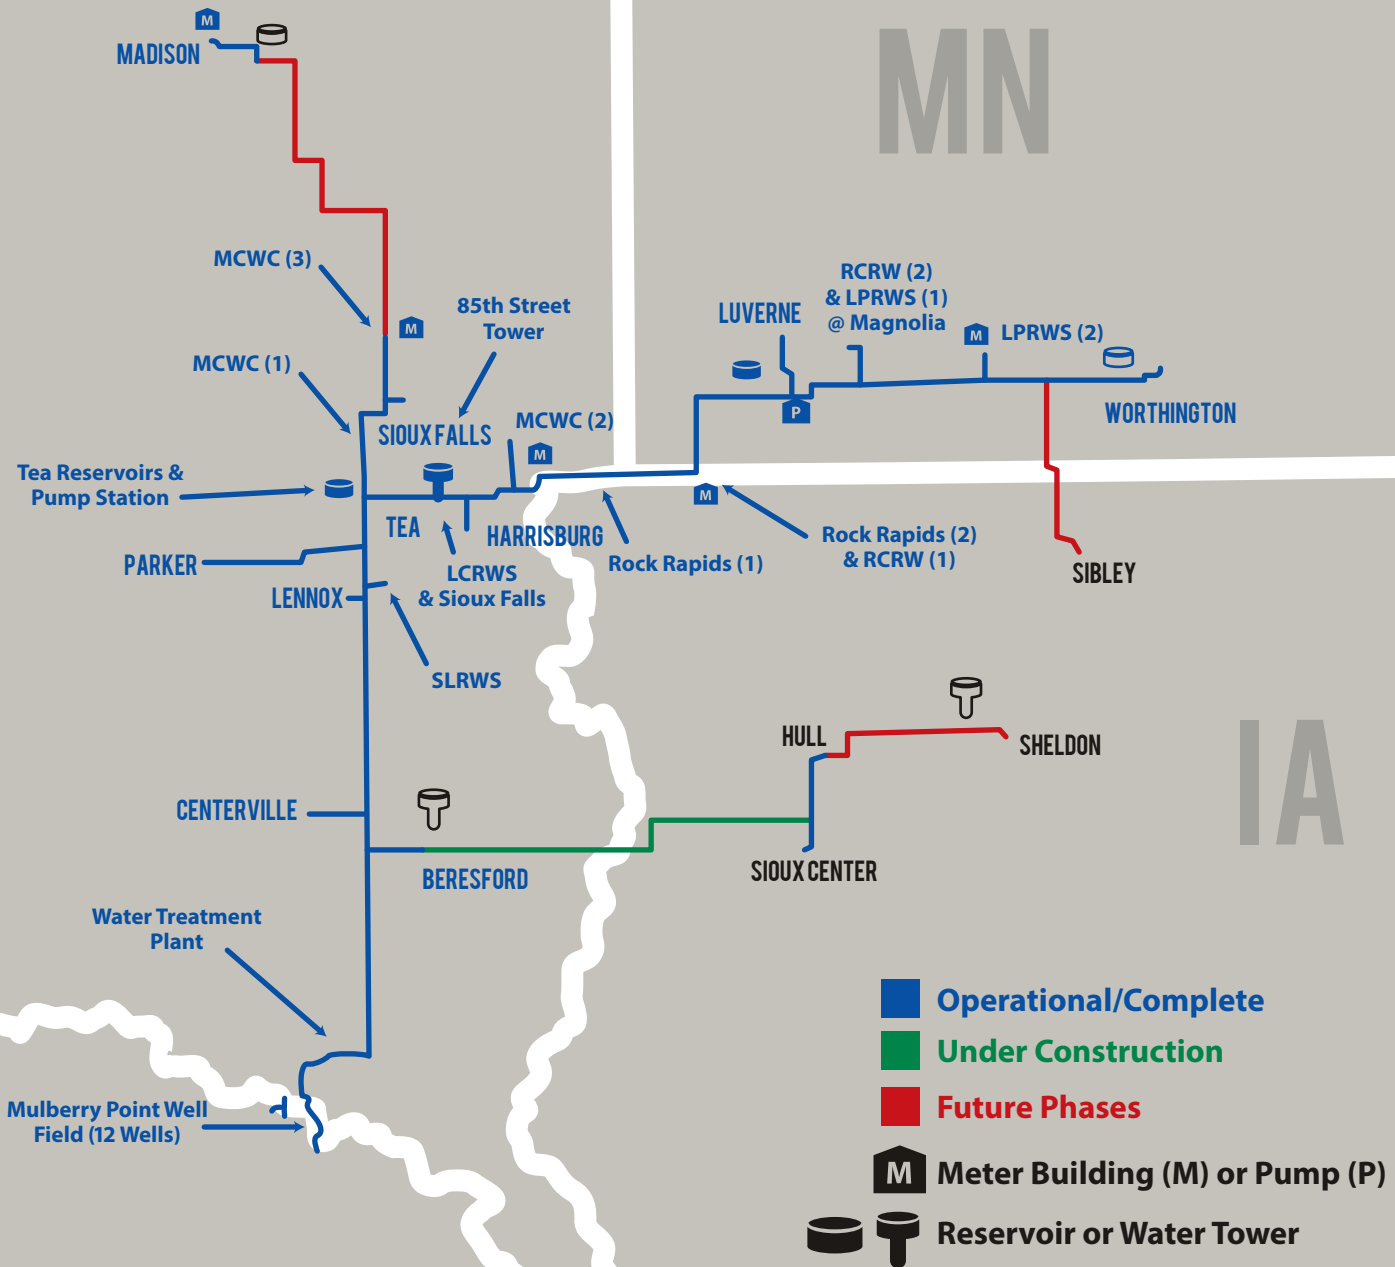 M
MADISON
MN
MCWC (3)
M
85th Street
Tower
RCRW (2)
& LPRWS (1)
@ Magnolia
LUVERNE
M
LPRWS (2)
MCWC (1)
P
WORTHINGTON
SIOUX FALLS
MCWC (2)
M
Tea Reservoirs &
Pump Station
M
TEA
HARRISBURG
Rock Rapids (1)
Rock Rapids (2)
& RCRW (1)
PARKER
LCRWS
& Sioux Falls
SIBLEY
LENNOX
SLRWS
HULL
SHELDON
IA
CENTERVILLE
BERESFORD
SIOUX CENTER
Water Treatment
Plant
Mulberry Point Well
Field (12 Wells)
Operational/Complete
Under Construction
Future Phases
M
Meter Building (M) or Pump (P)
Reservoir or Water Tower